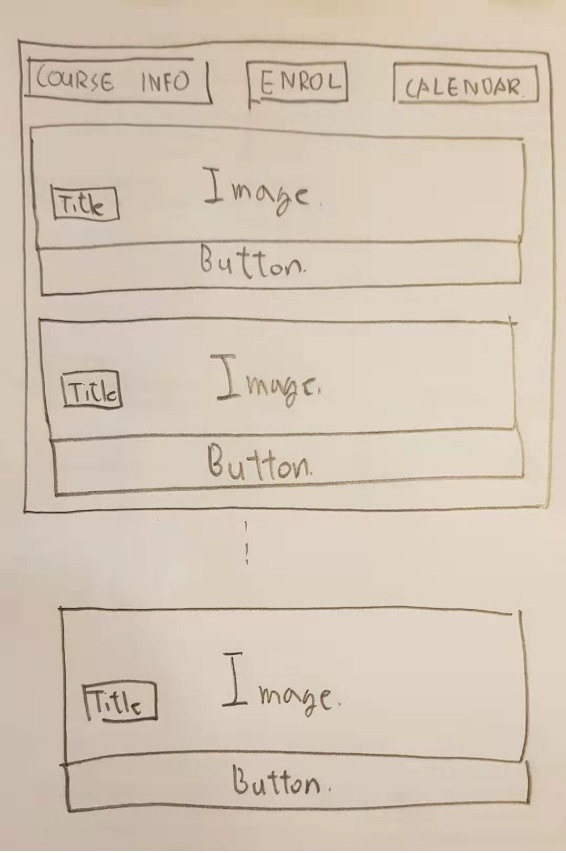 COURSE INFO ENROL CALENDAR.
Image.
Title
Button.
Image.
Title
Button.
Image.
Title
Button.